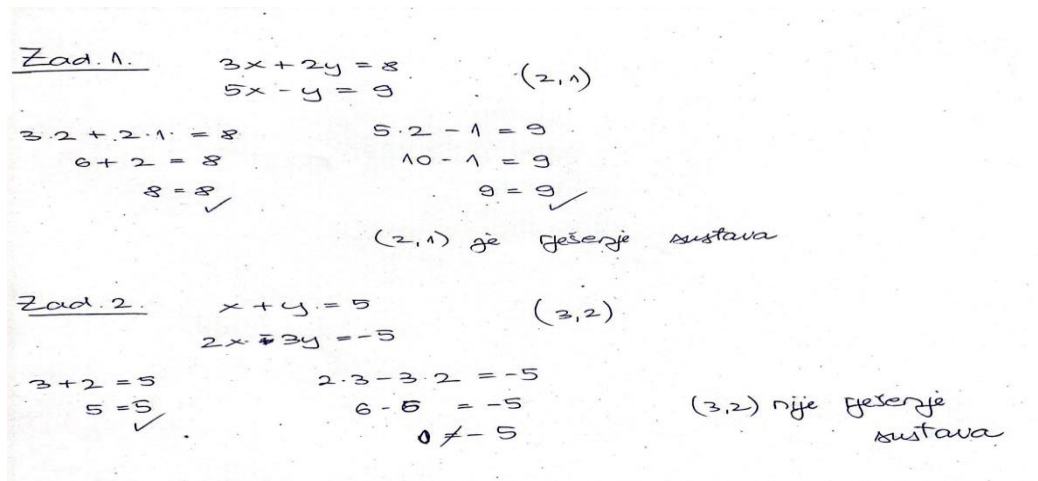 Zad. 1.
3x + 2y = 8 (2,1)
5x - y = 9
3·2 + 2·1 = 8 5·2 - 1 = 9
6 + 2 = 8 10 - 1 = 9
8 = 8 ✓ 9 = 9 ✓
(2,1) je rješenje sustava
Zad. 2.
x + y = 5 (3,2)
2x - 3y = -5
3 + 2 = 5 2·3 - 3·2 = -5
5 = 5 ✓ 6 - 6 = -5
0 ≠ - 5
(3,2) nije rješenje
sustava